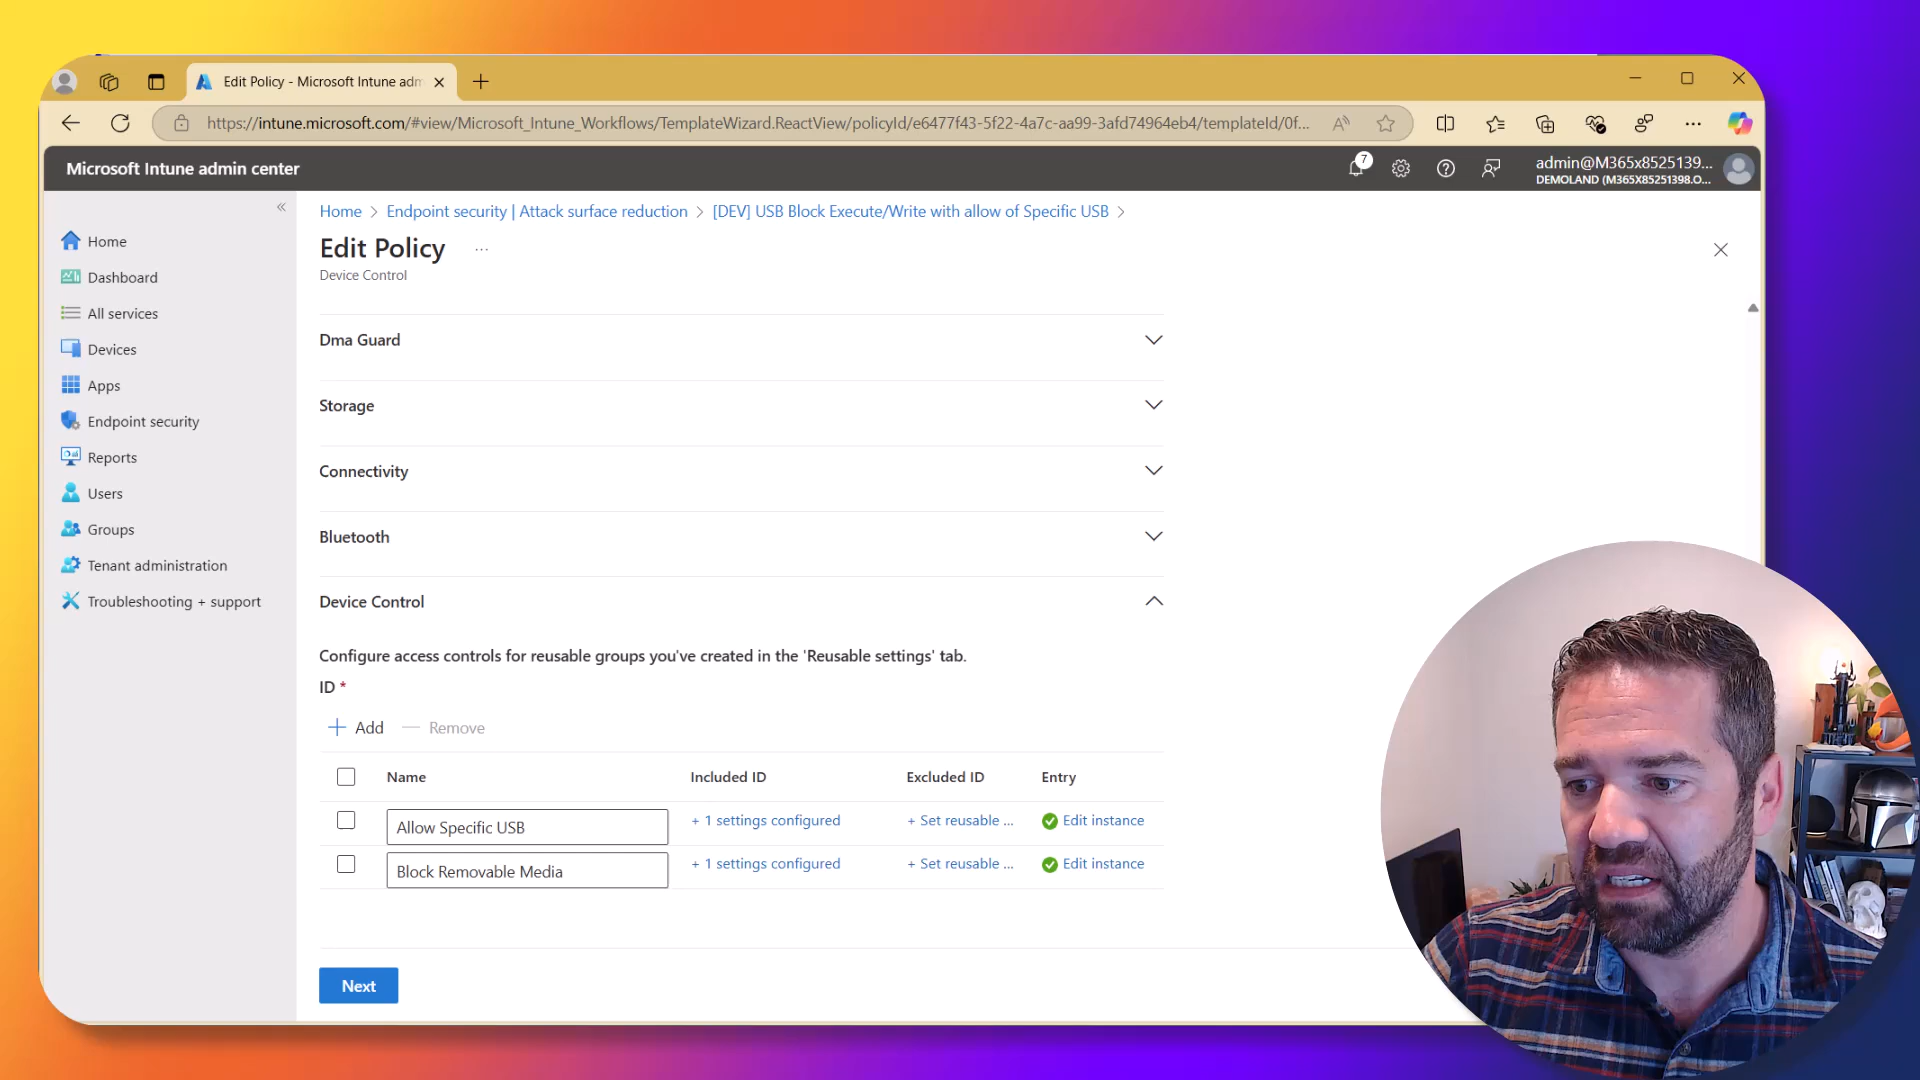 Edit Policy - Microsoft Intune adm
https://intune.microsoft.com/#view/Microsoft_Intune_Workflows/TemplateWizard.ReactView/policyId/e6477f43-5f22-4a7c-aa99-3afd74964eb4/templateId/0f...
Microsoft Intune admin center
7
admin@M365x8525139...
DEMOLAND (M365X85251398.O...
Home
Dashboard
All services
Devices
Apps
Endpoint security
Reports
Users
Groups
Tenant administration
Troubleshooting + support
Home > Endpoint security | Attack surface reduction > [DEV] USB Block Execute/Write with allow of Specific USB >
Edit Policy ...
Device Control
Dma Guard
Storage
Connectivity
Bluetooth
Device Control
Configure access controls for reusable groups you've created in the 'Reusable settings' tab.
ID *
+ Add — Remove
Name Included ID Excluded ID Entry
Allow Specific USB + 1 settings configured + Set reusable ... Edit instance
Block Removable Media + 1 settings configured + Set reusable ... Edit instance
Next